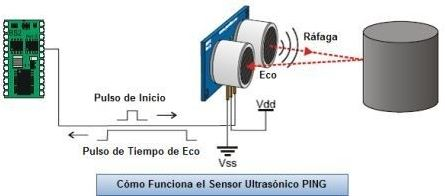 Ráfaga
Eco
Pulso de Inicio
Vdd
Pulso de Tiempo de Eco
Vss
Cómo Funciona el Sensor Ultrasónico PING